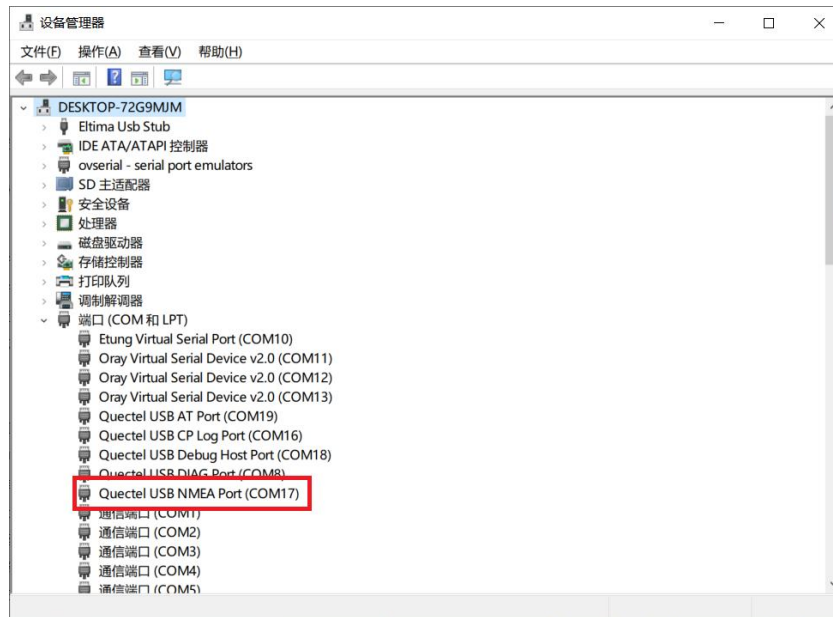 设备管理器
文件(F) 操作(A) 查看(V) 帮助(H)
DESKTOP-72G9MJM
Eltima Usb Stub
IDE ATA/ATAPI 控制器
ovserial - serial port emulators
SD 主适配器
安全设备
处理器
磁盘驱动器
存储控制器
打印队列
调制解调器
端口 (COM 和 LPT)
Etung Virtual Serial Port (COM10)
Oray Virtual Serial Device v2.0 (COM11)
Oray Virtual Serial Device v2.0 (COM12)
Oray Virtual Serial Device v2.0 (COM13)
Quectel USB AT Port (COM19)
Quectel USB CP Log Port (COM16)
Quectel USB Debug Host Port (COM18)
Quectel USB DIAG Port (COM8)
Quectel USB NMEA Port (COM17)
通信端口 (COM1)
通信端口 (COM2)
通信端口 (COM3)
通信端口 (COM4)
通信端口 (COM5)